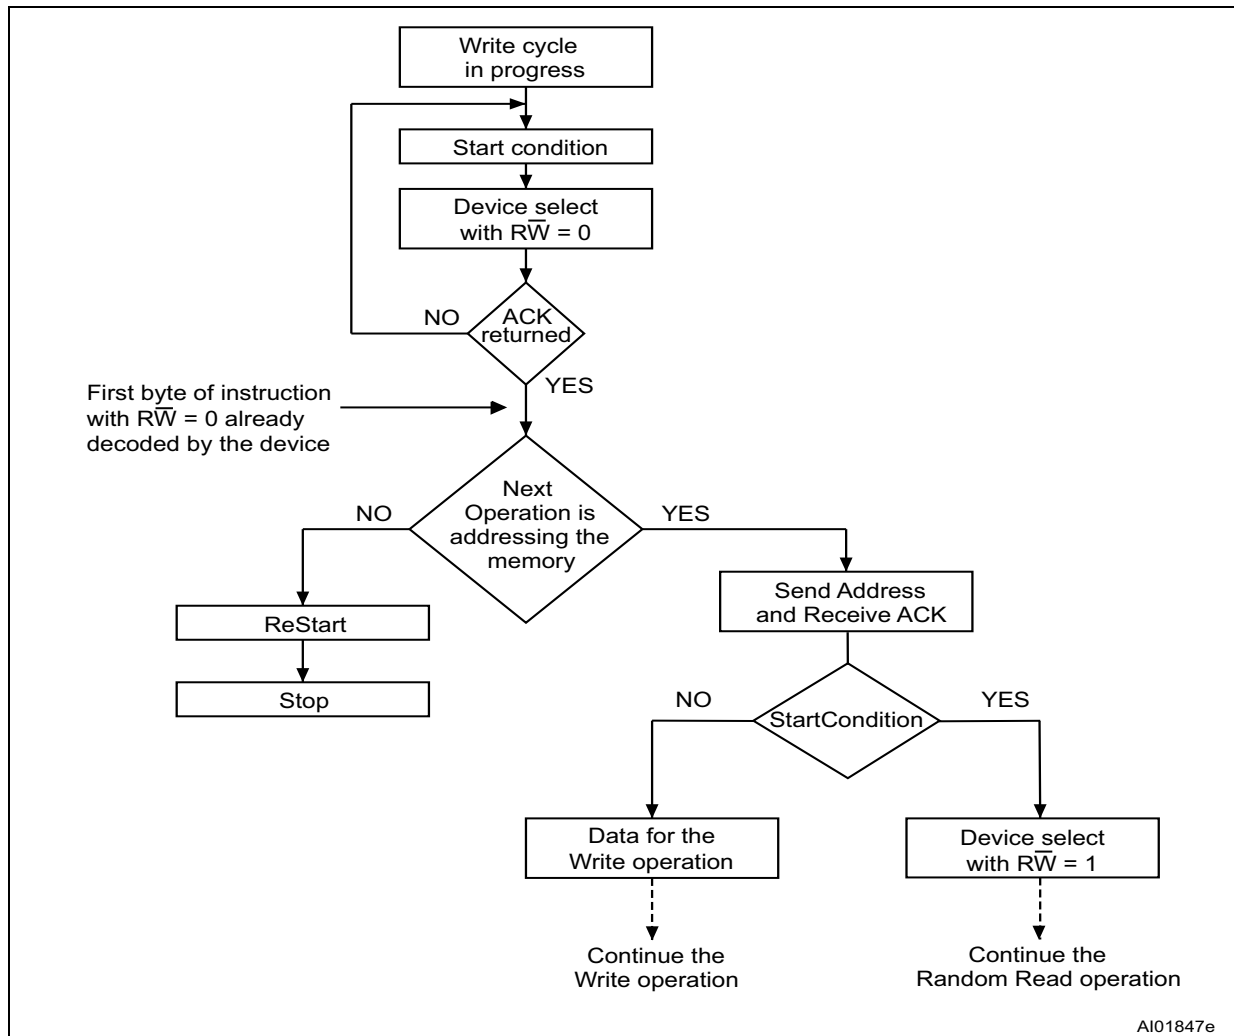 Write cycle
in progress
Start condition
Device select
with RW̅ = 0
ACK
returned
NO
YES
First byte of instruction
with RW̅ = 0 already
decoded by the device
Next
Operation is
addressing the
memory
NO
YES
Send Address
and Receive ACK
ReStart
Stop
StartCondition
NO
YES
Data for the
Write operation
Device select
with RW̅ = 1
Continue the
Write operation
Continue the
Random Read operation
AI01847e